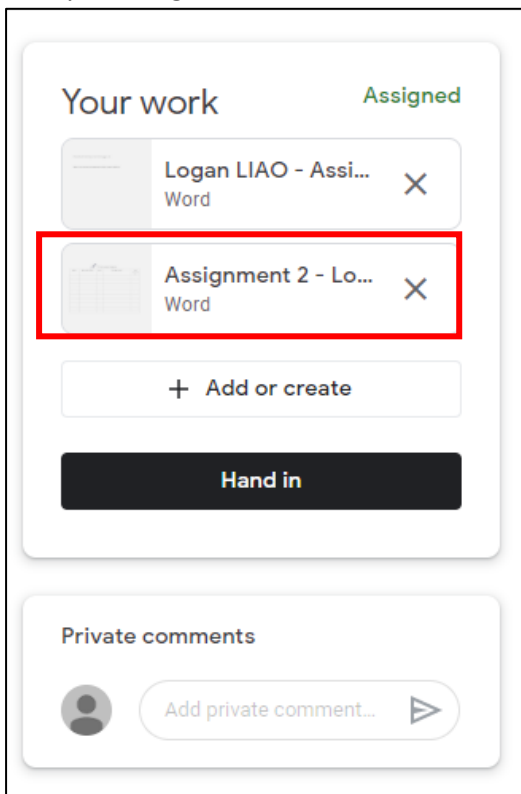 Your work
Assigned
Logan LIAO - Assi...
Word
Assignment 2 - Lo...
Word
+ Add or create
Hand in
Private comments
Add private comment...